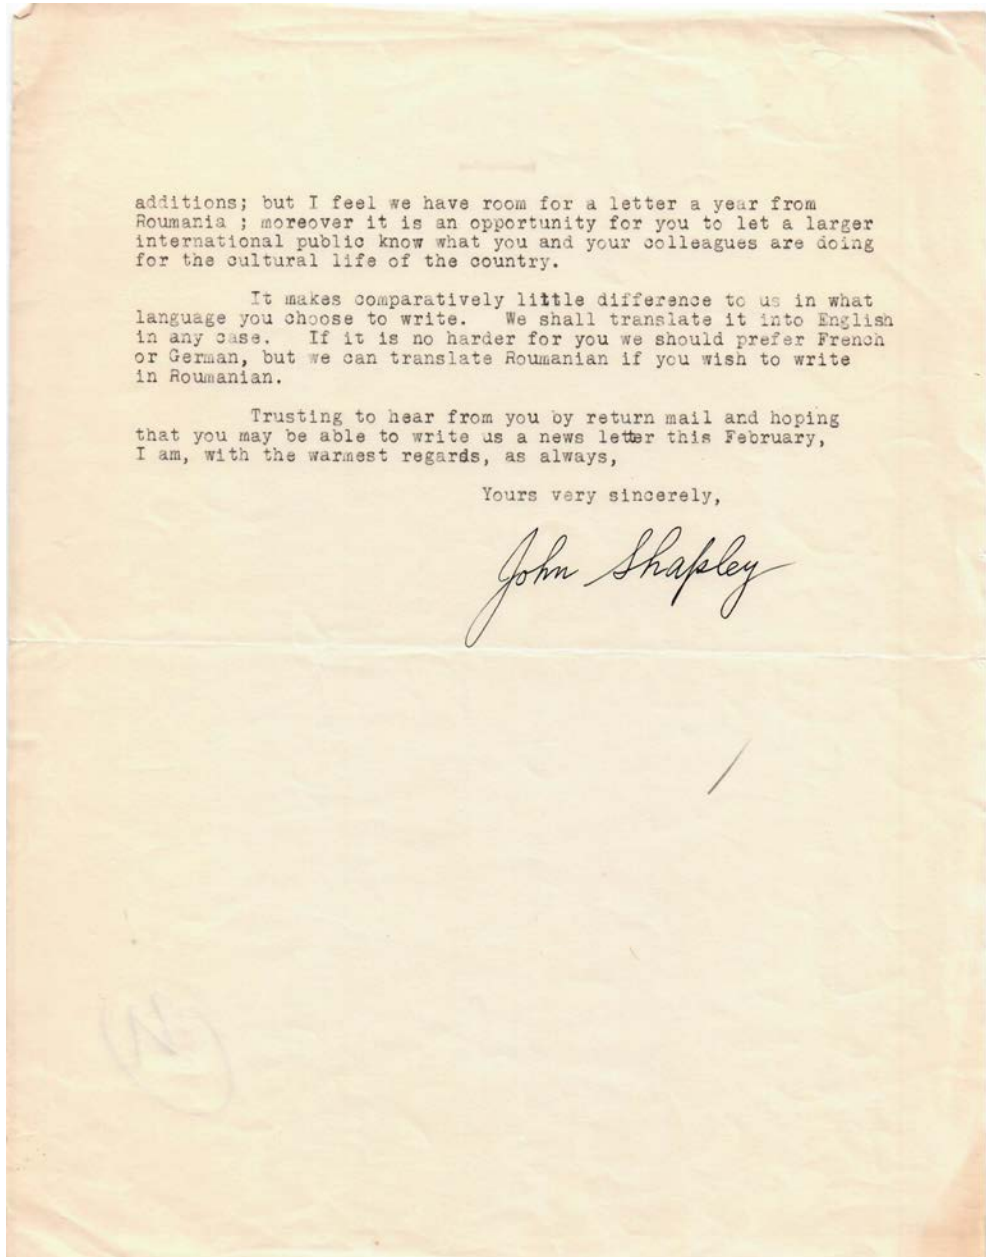 additions; but I feel we have room for a letter a year from
Roumania ; moreover it is an opportunity for you to let a larger
international public know what you and your colleagues are doing
for the cultural life of the country.
It makes comparatively little difference to us in what
language you choose to write. We shall translate it into English
in any case. If it is no harder for you we should prefer French
or German, but we can translate Roumanian if you wish to write
in Roumanian.
Trusting to hear from you by return mail and hoping
that you may be able to write us a news letter this February,
I am, with the warmest regards, as always,
Yours very sincerely,
John Shapley